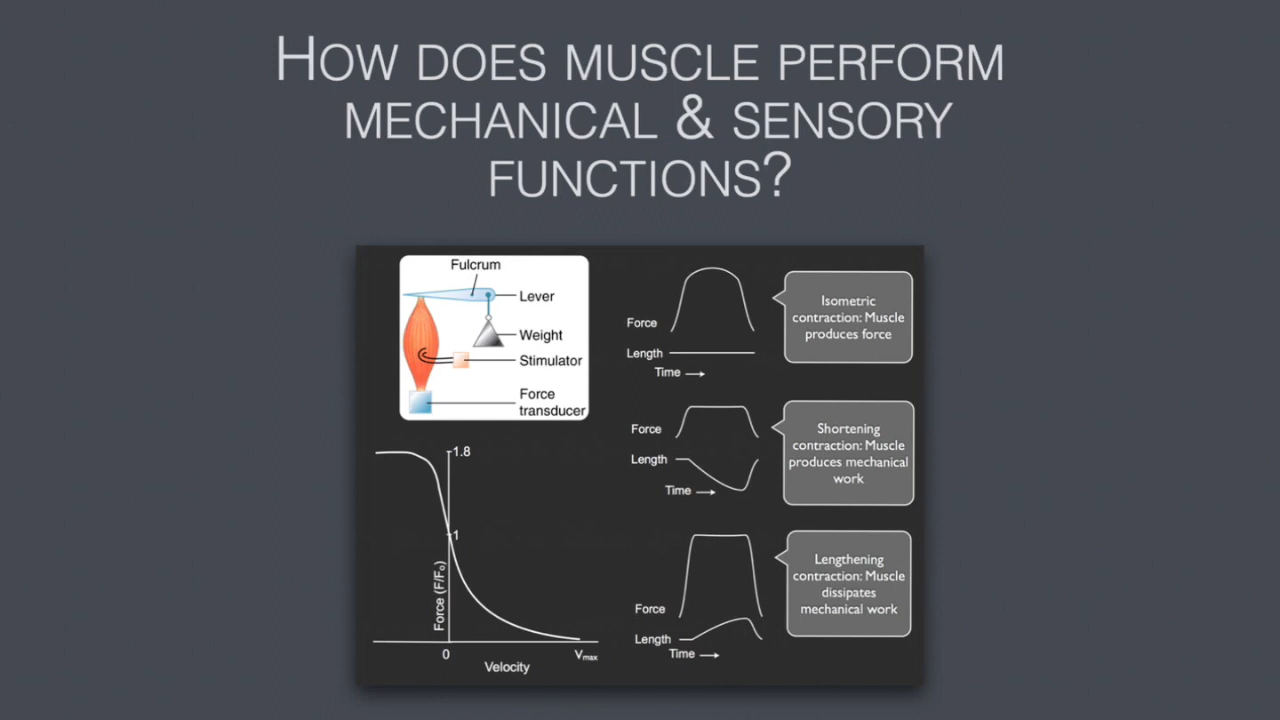 HOW DOES MUSCLE PERFORM
MECHANICAL & SENSORY
FUNCTIONS?
Fulcrum
Lever
Weight
Stimulator
Force
transducer
Force
Length
Time
Isometric
contraction: Muscle
produces force
Force
Length
Time
Shortening
contraction: Muscle
produces mechanical
work
1.8
1
Force (F/F₀)
0
Vmax
Velocity
Force
Length
Time
Lengthening
contraction: Muscle
dissipates
mechanical work